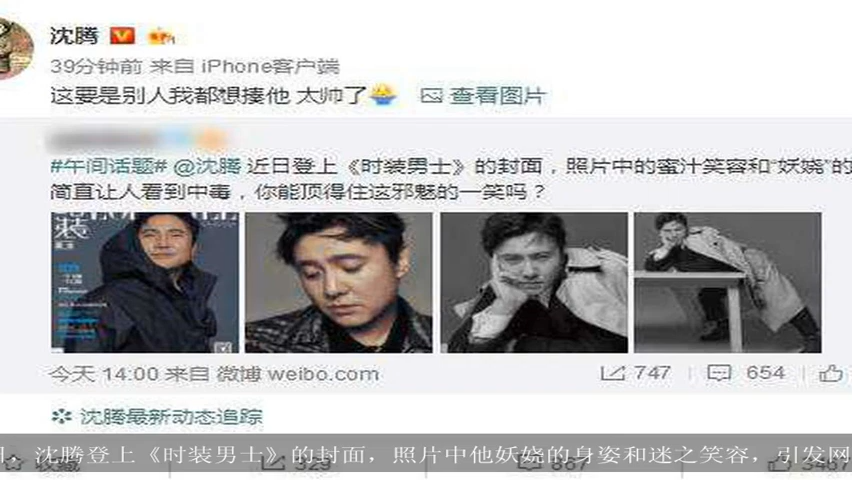 沈腾
39分钟前 来自 iPhone客户端
这要是别人我都想揍他 太帅了 查看图片
#午间话题# @沈腾 近日登上《时装男士》的封面，照片中的蜜汁笑容和“妖娆”的
简直让人看到中毒，你能顶得住这邪魅的一笑吗？
装
今天 14:00 来自 微博 weibo.com 747 654
沈腾最新动态追踪
，沈腾登上《时装男士》的封面，照片中他妖娆的身姿和迷之笑容，引发网
收藏 329 887 3467